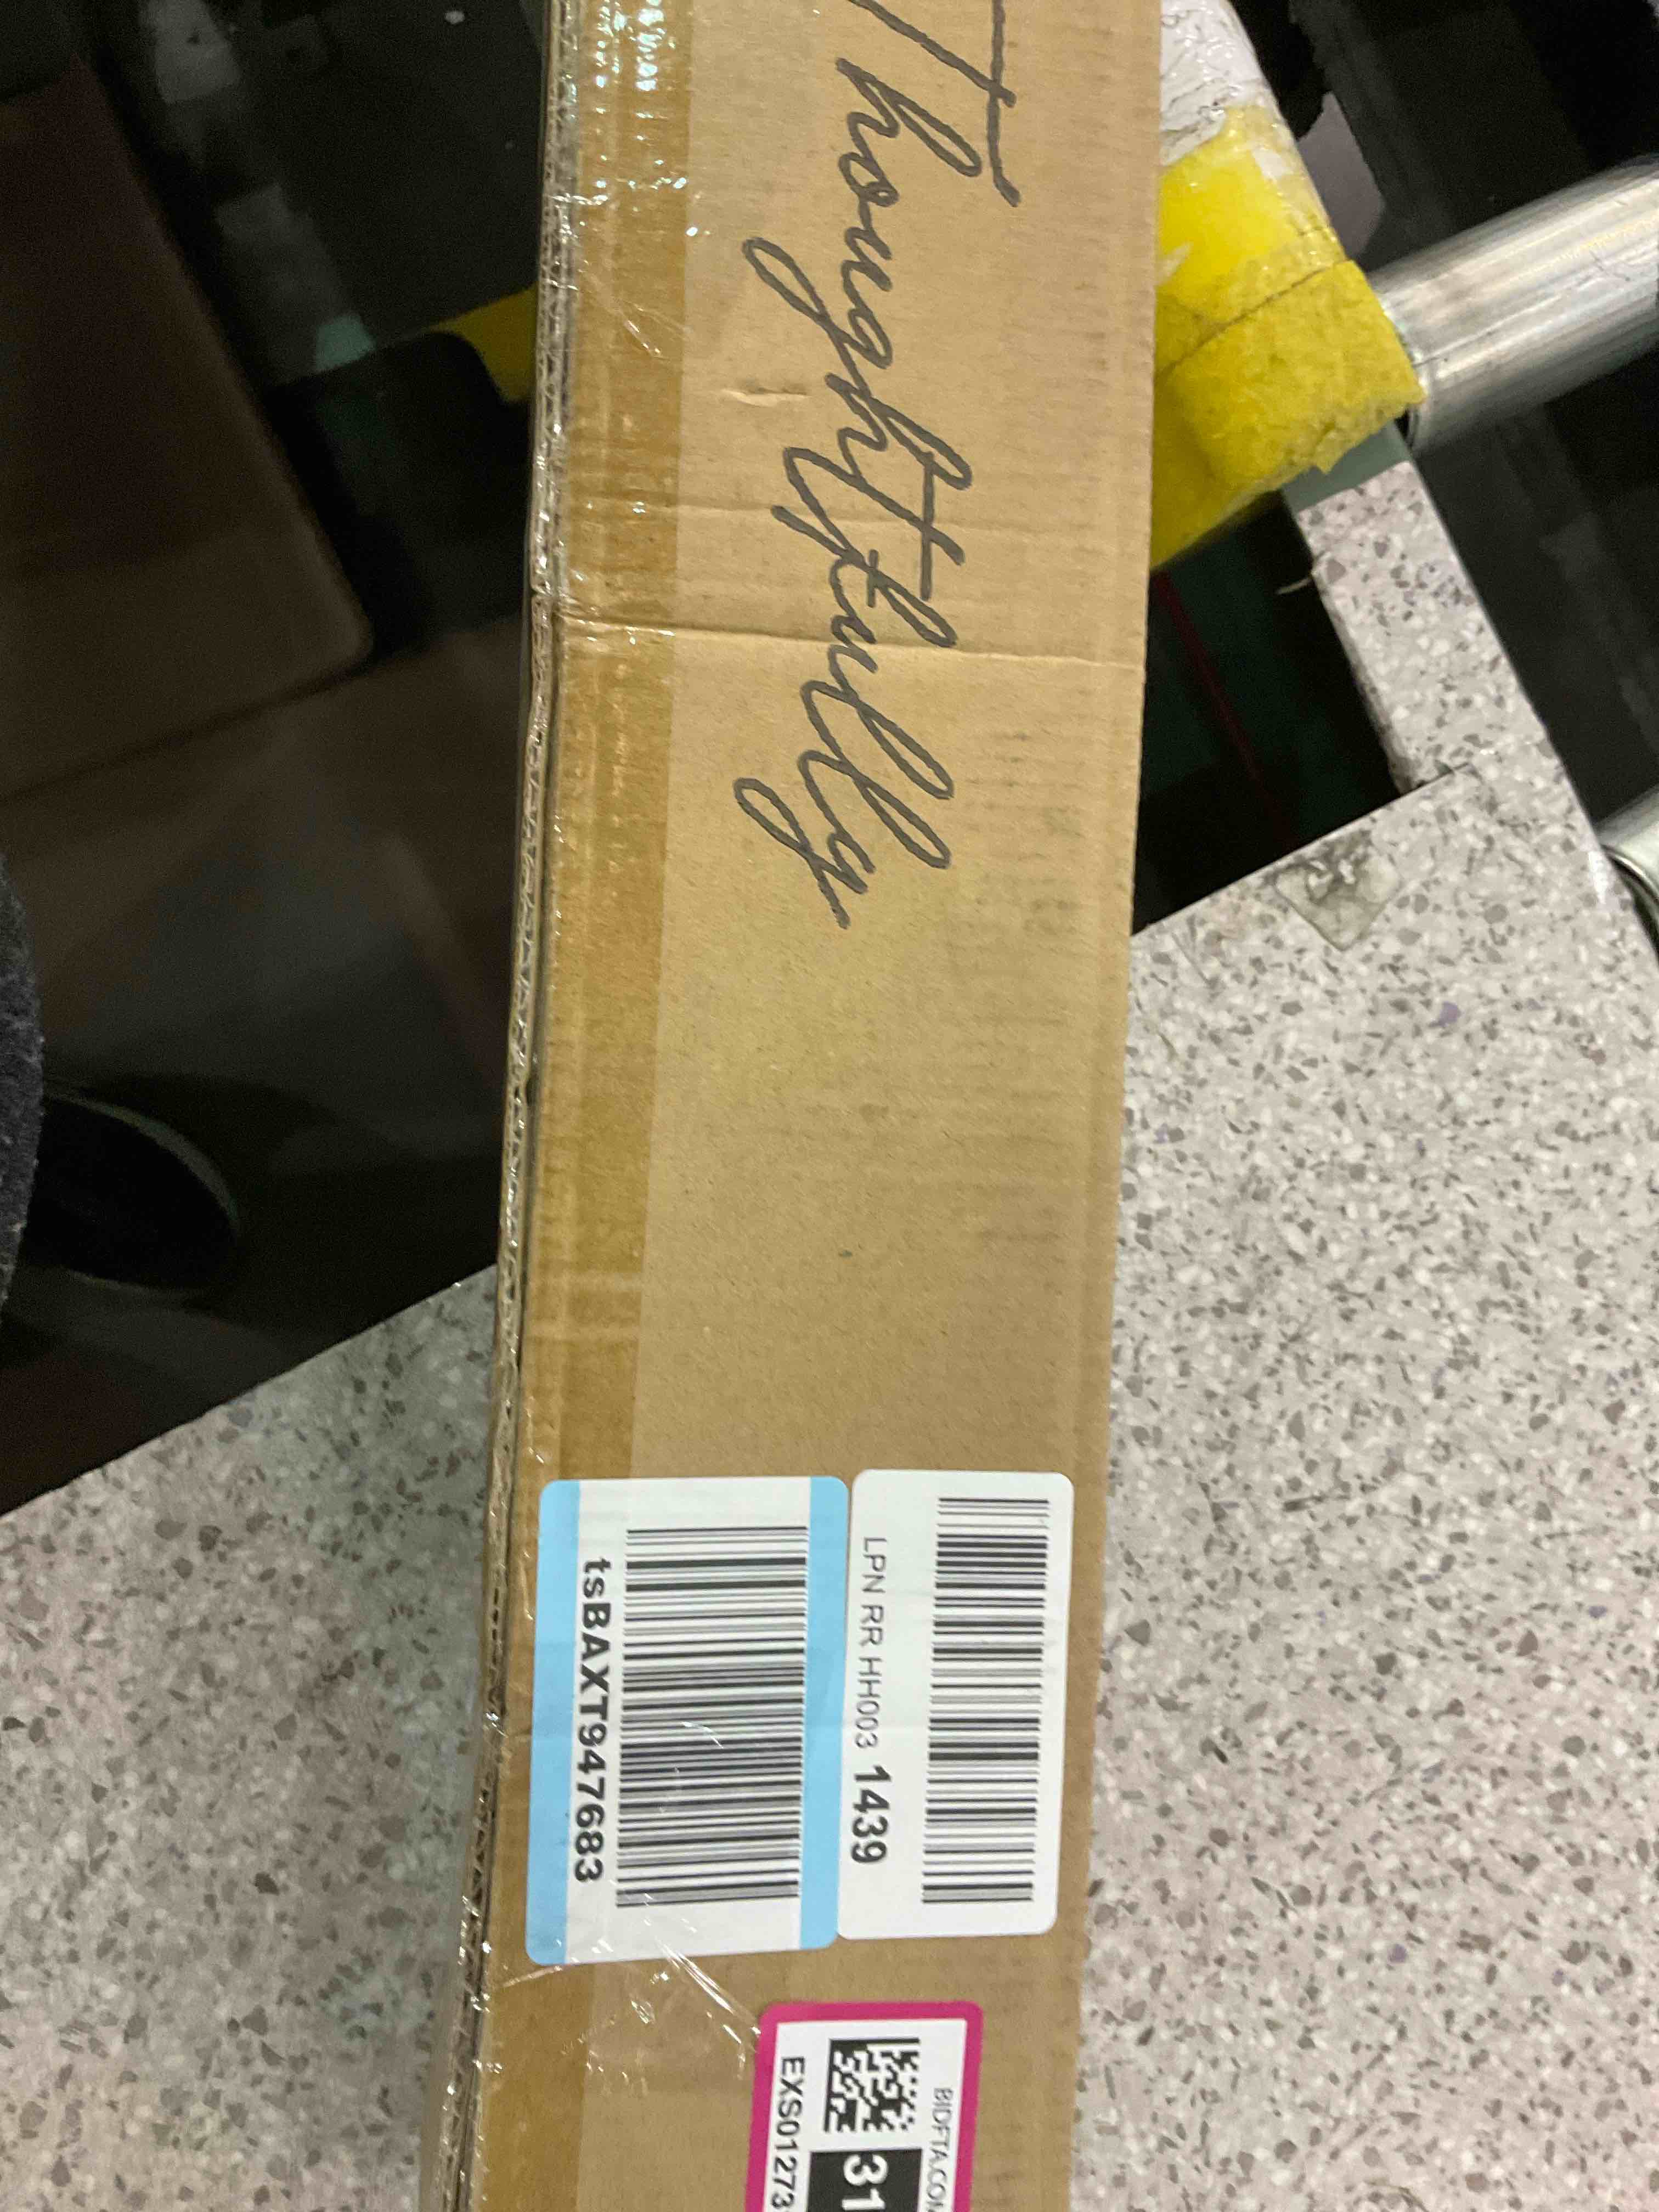 Thoughtfully
LPN RR HH003 1439
tsBAXT947683
BIDFTA.COM
31
EXS01273